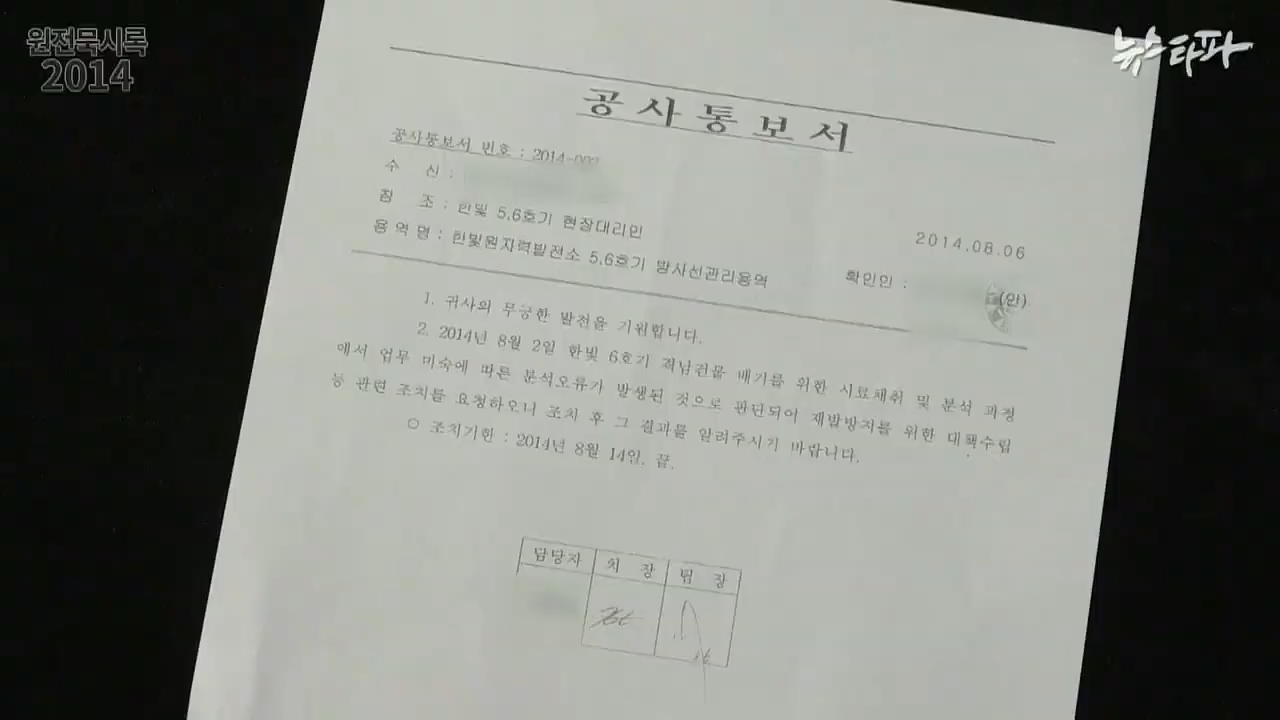 원전묵시록
2014
뉴스타파
공사통보서
공사통보서 번호 : 2014-002
수 신 :
참 조 : 한빛 5,6호기 현장대리인
2014.08.06
용역명 : 한빛원자력발전소 5,6호기 방사선관리용역
확인인 :
(인)
1. 귀사의 무궁한 발전을 기원합니다.
2. 2014년 8월 2일 한빛 6호기 격납건물 배기를 위한 시료채취 및 분석 과정
에서 업무 미숙에 따른 분석오류가 발생된 것으로 판단되어 재발방지를 위한 대책수립
등 관련 조치를 요청하오니 조치 후 그 결과를 알려주시기 바랍니다.
○ 조치기한 : 2014년 8월 14일. 끝.
담당자 차 장 팀 장